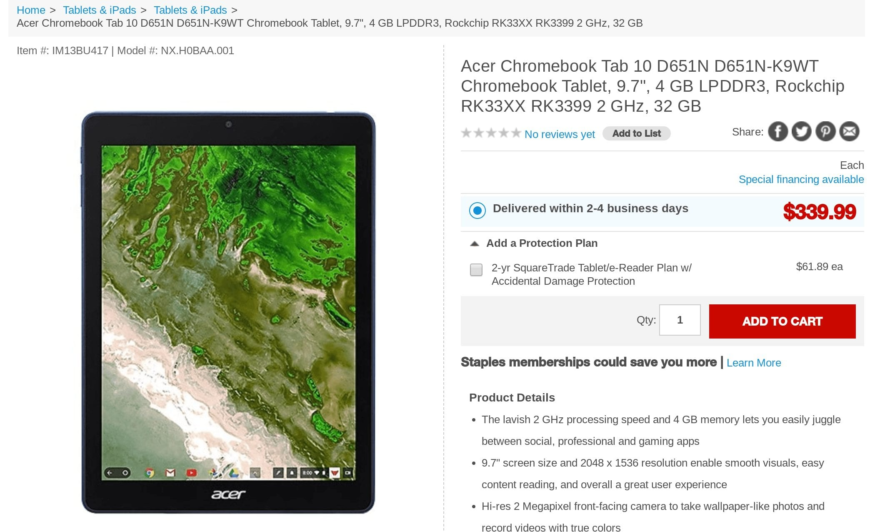 Home > Tablets & iPads > Tablets & iPads >
Acer Chromebook Tab 10 D651N D651N-K9WT Chromebook Tablet, 9.7", 4 GB LPDDR3, Rockchip RK33XX RK3399 2 GHz, 32 GB
Item #: IM13BU417 | Model #: NX.H0BAA.001
Acer Chromebook Tab 10 D651N D651N-K9WT
Chromebook Tablet, 9.7", 4 GB LPDDR3, Rockchip
RK33XX RK3399 2 GHz, 32 GB
No reviews yet Add to List Share:
Each
Special financing available
Delivered within 2-4 business days $339.99
Add a Protection Plan
2-yr SquareTrade Tablet/e-Reader Plan w/ $61.89 ea
Accidental Damage Protection
Qty: 1 ADD TO CART
Staples memberships could save you more | Learn More
Product Details
• The lavish 2 GHz processing speed and 4 GB memory lets you easily juggle
between social, professional and gaming apps
• 9.7" screen size and 2048 x 1536 resolution enable smooth visuals, easy
content reading, and overall a great user experience
• Hi-res 2 Megapixel front-facing camera to take wallpaper-like photos and
record videos with true colors
acer